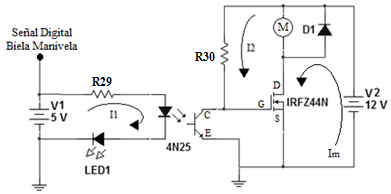 Señal Digital
Biela Manivela
R29
V1
5 V
I1
LED1
4N25
C
E
R30
I2
M
D1
D
G
S
IRFZ44N
Im
V2
12 V